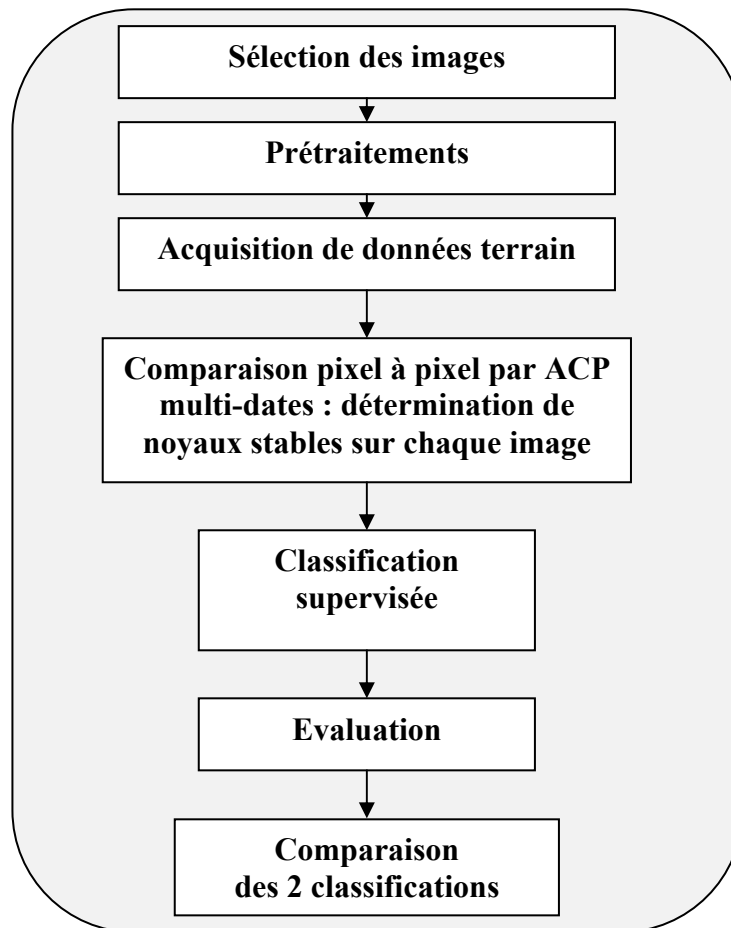 Sélection des images
Prétraitements
Acquisition de données terrain
Comparaison pixel à pixel par ACP
multi-dates : détermination de
noyaux stables sur chaque image
Classification
supervisée
Evaluation
Comparaison
des 2 classifications